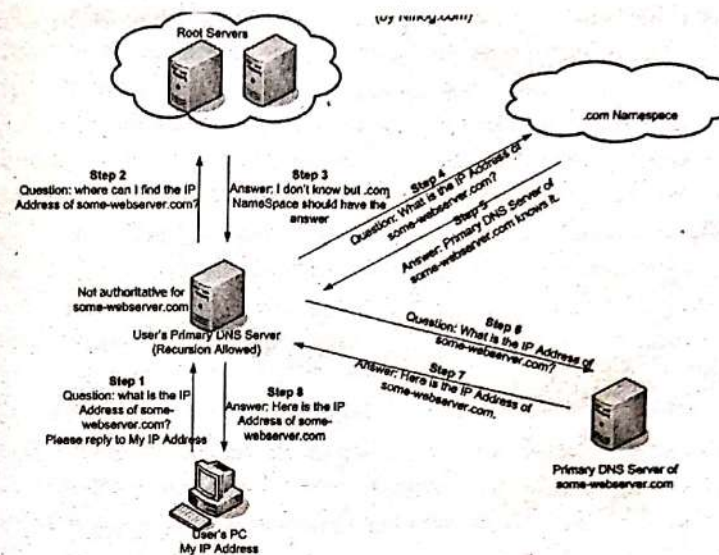 (by Nirlog.com)
Root Servers
.com Namespace
Step 2
Question: where can I find the IP
Address of some-webserver.com?
Step 3
Answer: I don't know but .com
NameSpace should have the
answer
Step 4
Question: What is the IP Address of
some-webserver.com?
Step 5
Answer: Primary DNS Server of
some-webserver.com knows it.
Not authoritative for
some-webserver.com
User's Primary DNS Server
(Recursion Allowed)
Step 6
Question: What is the IP Address of
some-webserver.com?
Step 7
Answer: Here is the IP Address of
some-webserver.com.
Step 1
Question: what is the IP
Address of some-
webserver.com?
Please reply to My IP Address
Step 8
Answer: Here is the IP
Address of some-
webserver.com
Primary DNS Server of
some-webserver.com
User's PC
My IP Address